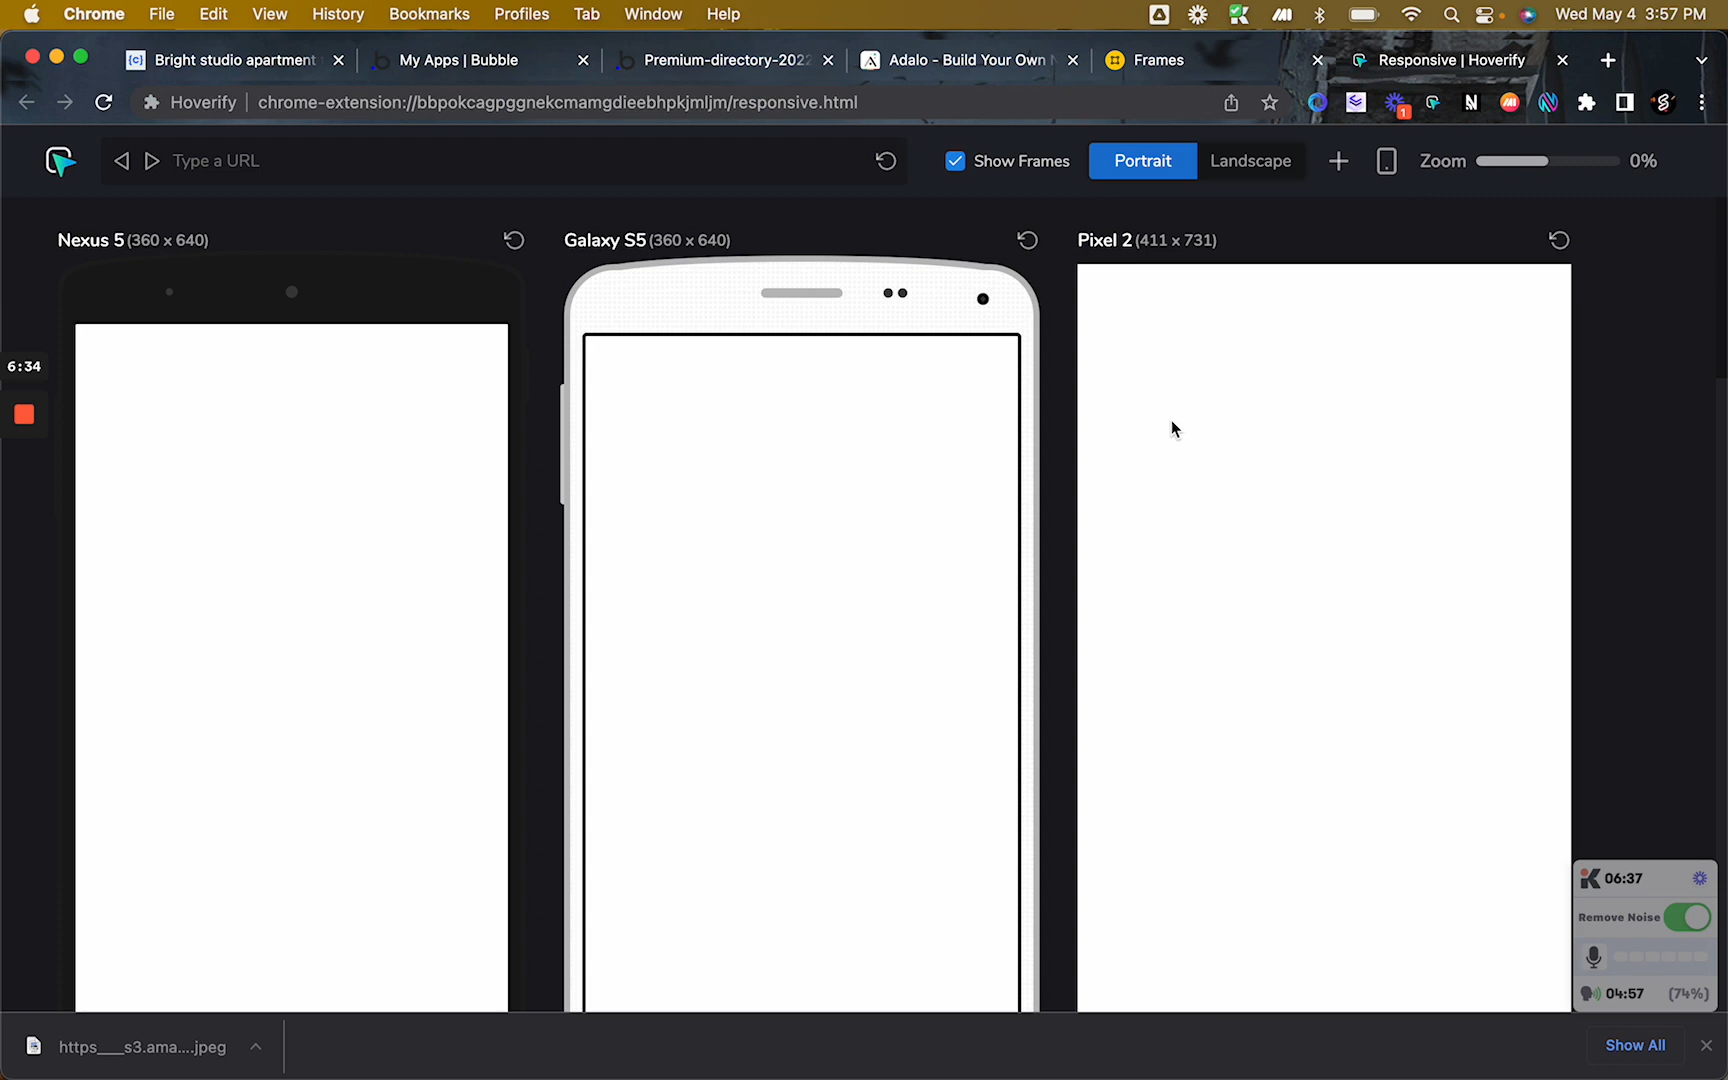 Chrome File Edit View History Bookmarks Profiles Tab Window Help Wed May 4 3:57 PM
Bright studio apartment My Apps | Bubble Premium-directory-2022 Adalo - Build Your Own Frames Responsive | Hoverify
Hoverify chrome-extension://bbpokcagpggnekcmamgdieebhpkjmljm/responsive.html 1
Type a URL Show Frames Portrait Landscape Zoom 0%
Nexus 5 (360 x 640) Galaxy S5 (360 x 640) Pixel 2 (411 x 731)
6:34
06:37
Remove Noise
04:57 (74%)
https___s3.ama....jpeg Show All